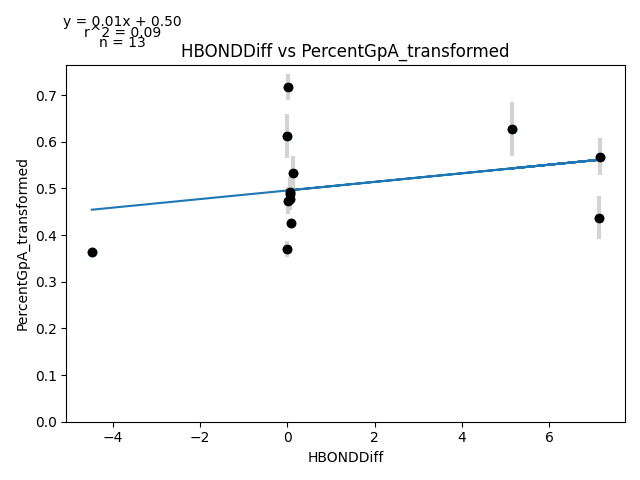 y = 0.01x + 0.50
r^2 = 0.09
n = 13
HBONDDiff vs PercentGpA_transformed
PercentGpA_transformed
0.7
0.6
0.5
0.4
0.3
0.2
0.1
0.0
−4
−2
0
2
4
6
HBONDDiff